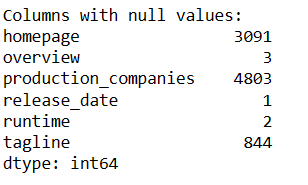 Columns with null values:
homepage 3091
overview 3
production_companies 4803
release_date 1
runtime 2
tagline 844
dtype: int64